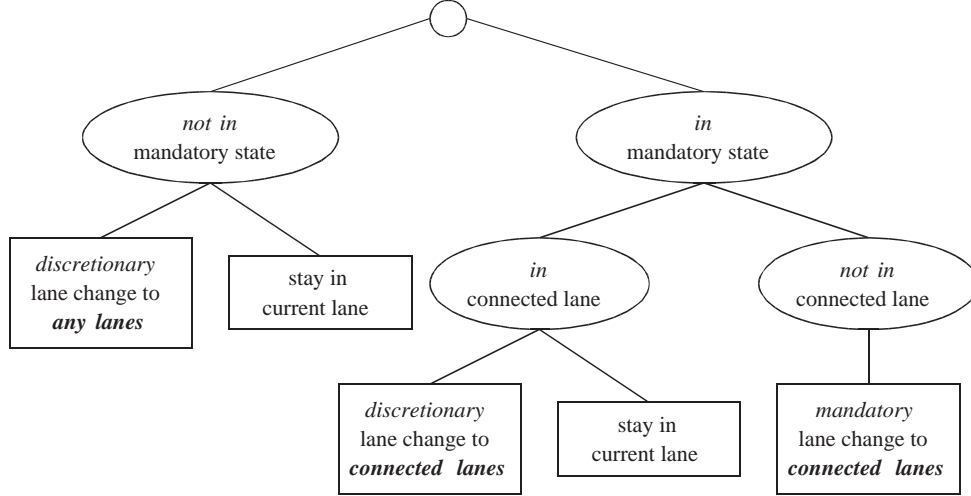 not in
mandatory state
in
mandatory state
discretionary
lane change to
any lanes
stay in
current lane
in
connected lane
not in
connected lane
discretionary
lane change to
connected lanes
stay in
current lane
mandatory
lane change to
connected lanes